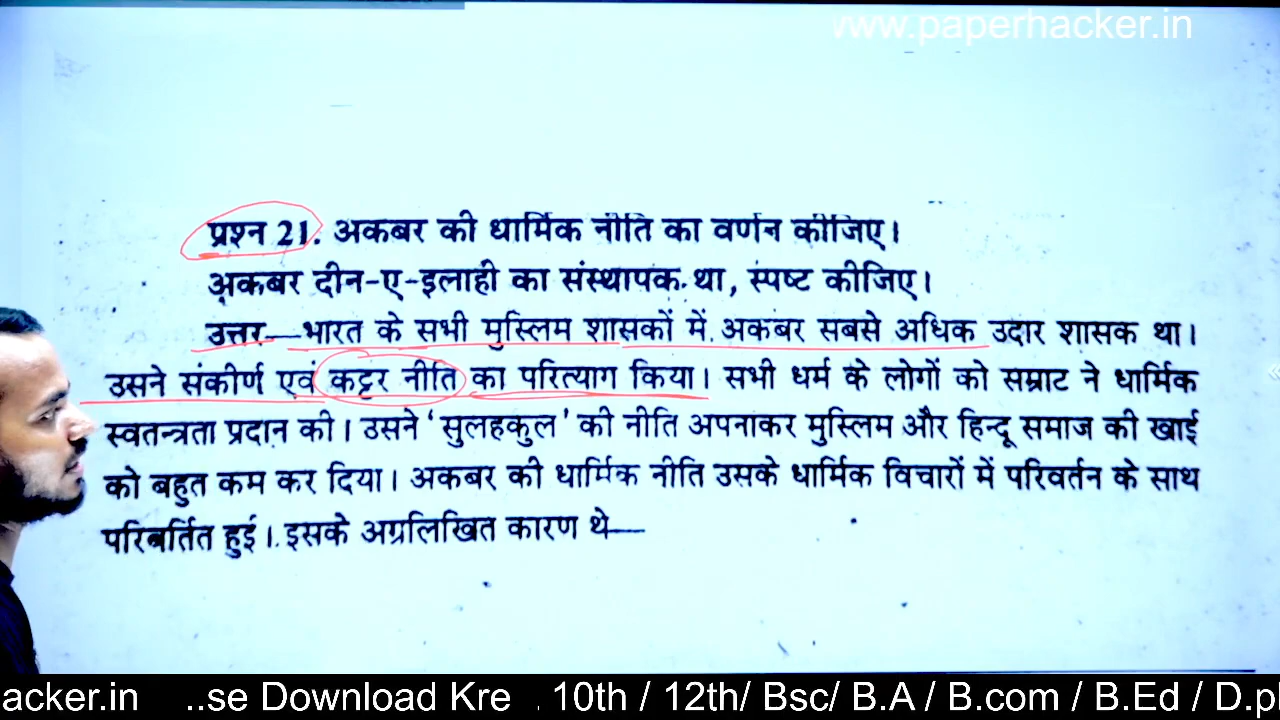 www.paperhacker.in
प्रश्न 21. अकबर की धार्मिक नीति का वर्णन कीजिए।
अकबर दीन-ए-इलाही का संस्थापक था, स्पष्ट कीजिए।
उत्तर—भारत के सभी मुस्लिम शासकों में अकबर सबसे अधिक उदार शासक था।
उसने संकीर्ण एवं कट्टर नीति का परित्याग किया। सभी धर्म के लोगों को सम्राट ने धार्मिक
स्वतन्त्रता प्रदान की। उसने ‘सुलहकुल’ की नीति अपनाकर मुस्लिम और हिन्दू समाज की खाई
को बहुत कम कर दिया। अकबर की धार्मिक नीति उसके धार्मिक विचारों में परिवर्तन के साथ
परिवर्तित हुई। इसके अग्रलिखित कारण थे—
acker.in ..se Download Kre . 10th / 12th/ Bsc/ B.A / B.com / B.Ed / D.pl